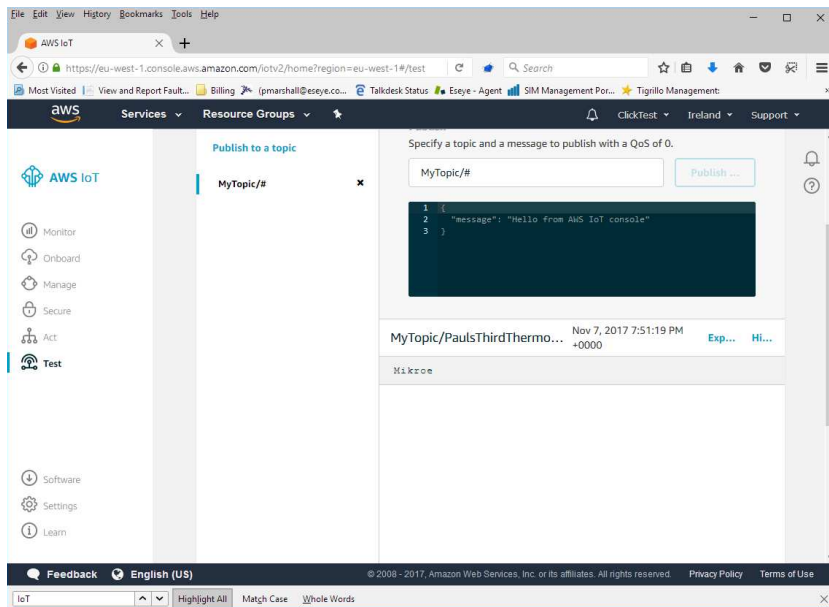 File Edit View History Bookmarks Tools Help
AWS IoT
https://eu-west-1.console.aws.amazon.com/iotv2/home?region=eu-west-1#/test
Search
Most Visited View and Report Fault... Billing (pmarshall@eseye.co... Talkdesk Status Eseye - Agent SIM Management Por... Tigrillo Management:
aws Services Resource Groups ClickTest Ireland Support
AWS IoT
Monitor
Onboard
Manage
Secure
Act
Test
Software
Settings
Learn
Publish to a topic
MyTopic/#
Specify a topic and a message to publish with a QoS of 0.
MyTopic/#
Publish ...
1 {
2 "message": "Hello from AWS IoT console"
3 }
MyTopic/PaulsThirdThermo... Nov 7, 2017 7:51:19 PM +0000 Exp... Hi...
Mikroe
Feedback English (US) © 2008 - 2017, Amazon Web Services, Inc. or its affiliates. All rights reserved. Privacy Policy Terms of Use
IoT Highlight All Match Case Whole Words